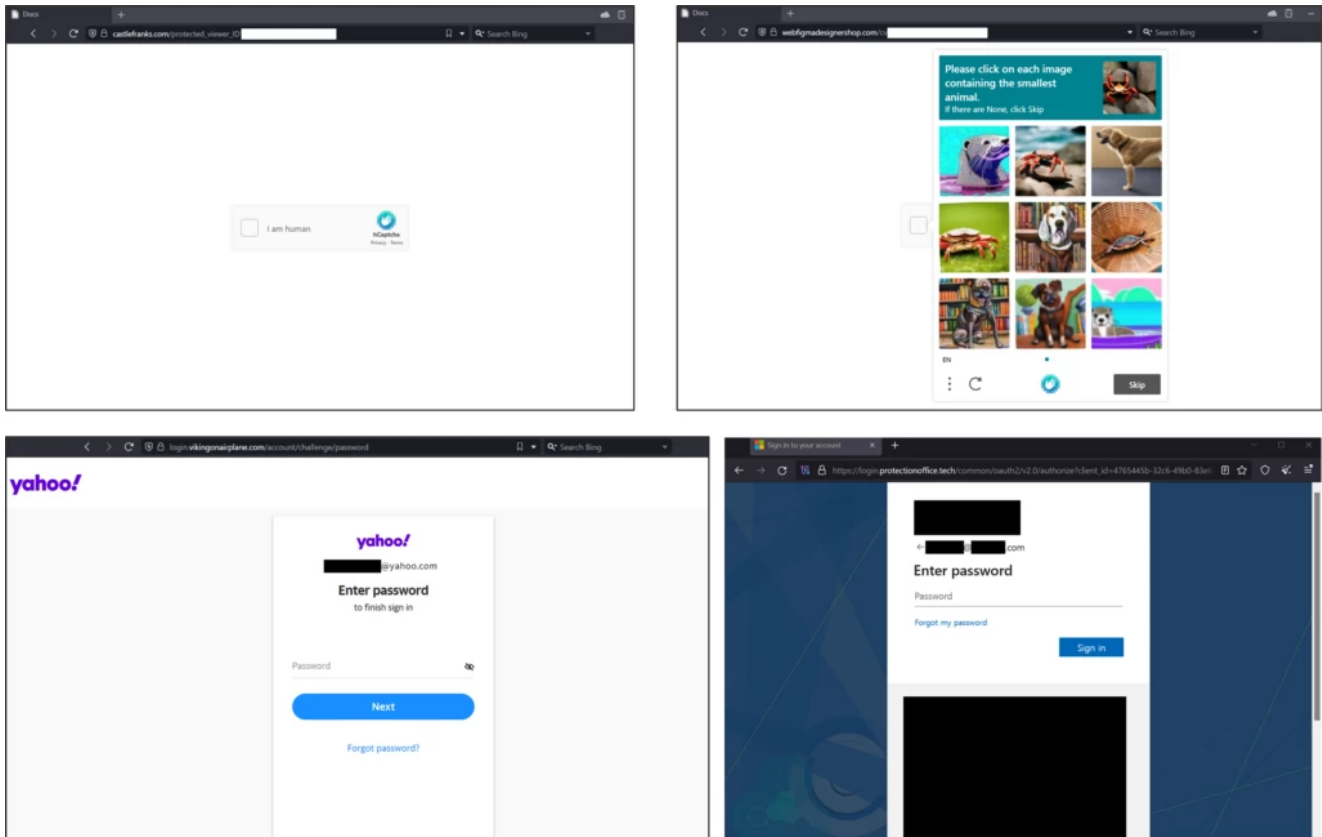 Docs
castlefranks.com/protected_viewer_ID
Search Bing
I am human
hCaptcha
Privacy - Terms
Docs
webfigmadesignershop.com/cv
Search Bing
Please click on each image
containing the smallest
animal.
If there are None, click Skip
EN
Skip
login.vikingonairplane.com/account/challenge/password
Search Bing
yahoo!
yahoo!
@yahoo.com
Enter password
to finish sign in
Password
Next
Forgot password?
Sign in to your account
https://login.protectionoffice.tech/common/oauth2/v2.0/authorize?client_id=4765445b-32c6-49b0-83e6
@ .com
Enter password
Password
Forgot my password
Sign in